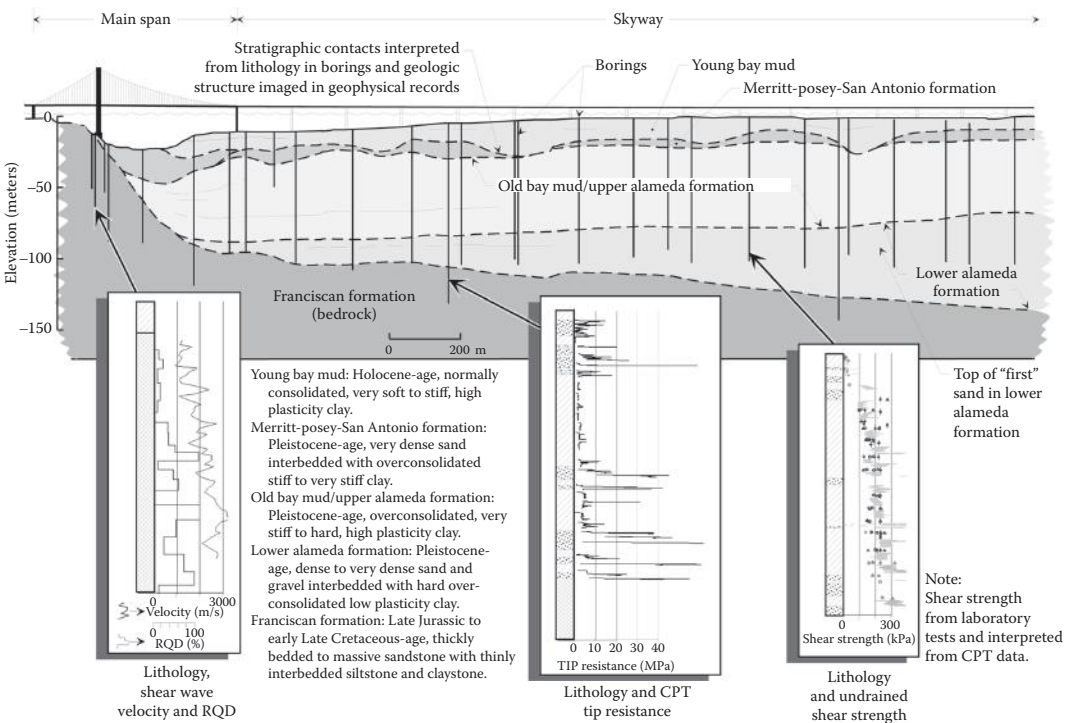 Main span
Skyway
Stratigraphic contacts interpreted
from lithology in borings and geologic
structure imaged in geophysical records
Borings
Young bay mud
Merritt-posey-San Antonio formation
Elevation (meters)
0
–50
–100
–150
Old bay mud/upper alameda formation
Lower alameda
formation
Franciscan formation
(bedrock)
0
200 m
Top of “first”
sand in lower
alameda
formation
Young bay mud: Holocene-age, normally
consolidated, very soft to stiff, high
plasticity clay.
Merritt-posey-San Antonio formation:
Pleistocene-age, very dense sand
interbedded with overconsolidated
stiff to very stiff clay.
Old bay mud/upper alameda formation:
Pleistocene-age, overconsolidated, very
stiff to hard, high plasticity clay.
Lower alameda formation: Pleistocene-
age, dense to very dense sand and
gravel interbedded with hard over-
consolidated low plasticity clay.
Franciscan formation: Late Jurassic to
early Late Cretaceous-age, thickly
bedded to massive sandstone with thinly
interbedded siltstone and claystone.
0 3000
Velocity (m/s)
0 100
RQD (%)
Lithology,
shear wave
velocity and RQD
0 10 20 30 40
TIP resistance (MPa)
Lithology and CPT
tip resistance
0 300
Shear strength (kPa)
Lithology
and undrained
shear strength
Note:
Shear strength
from laboratory
tests and interpreted
from CPT data.